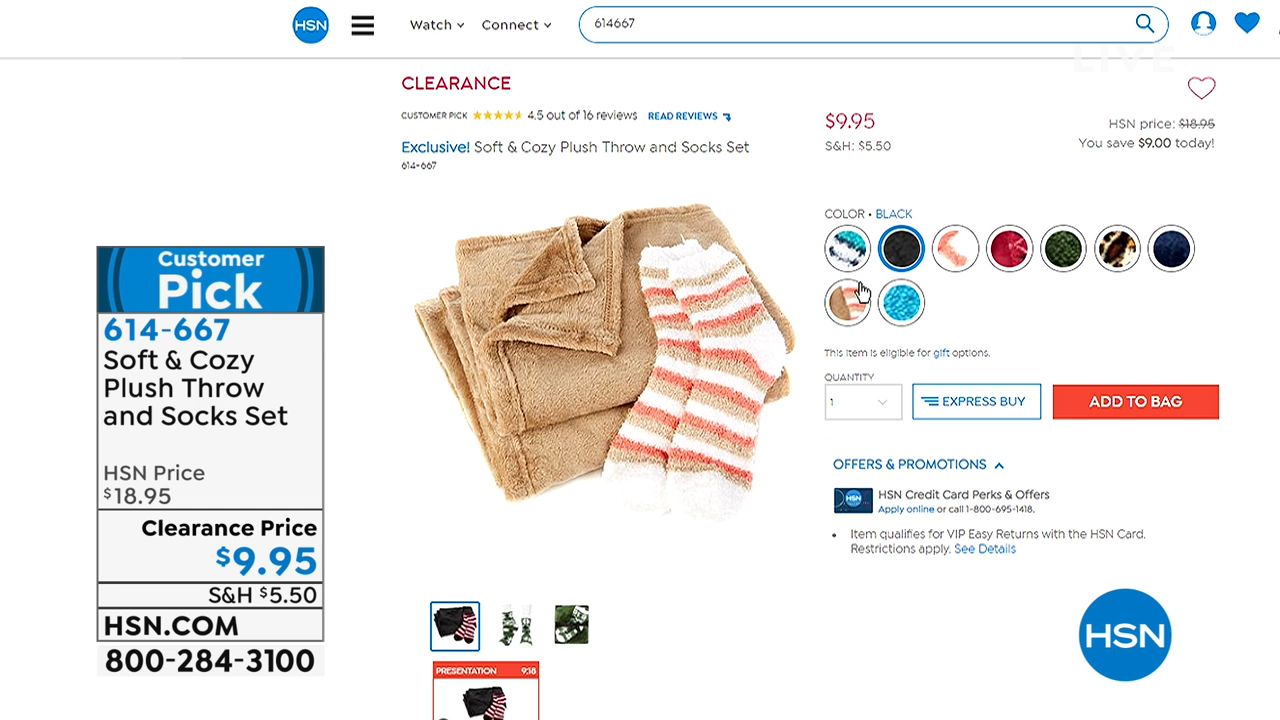 HSN
Watch
Connect
614667
LIVE
CLEARANCE
CUSTOMER PICK 4.5 out of 16 reviews READ REVIEWS
Exclusive! Soft & Cozy Plush Throw and Socks Set
614-667
$9.95
S&H: $5.50
HSN price: $18.95
You save $9.00 today!
COLOR • BLACK
This item is eligible for gift options.
QUANTITY
1
EXPRESS BUY
ADD TO BAG
OFFERS & PROMOTIONS
HSN
HSN Credit Card Perks & Offers
Apply online or call 1-800-695-1418.
• Item qualifies for VIP Easy Returns with the HSN Card.
Restrictions apply. See Details
PRESENTATION 9:18
Customer
Pick
614-667
Soft & Cozy
Plush Throw
and Socks Set
HSN Price
$18.95
Clearance Price
$9.95
S&H $5.50
HSN.COM
800-284-3100
HSN